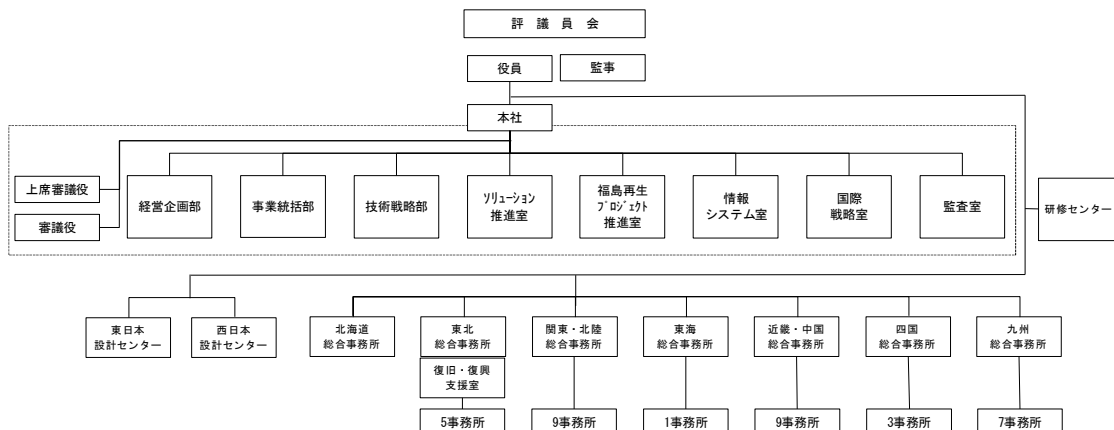 評 議 員 会
役員
監事
本社
上席審議役
審議役
経営企画部
事業統括部
技術戦略部
ソリューション
推進室
福島再生
プロジェクト
推進室
情報
システム室
国際
戦略室
監査室
研修センター
東日本
設計センター
西日本
設計センター
北海道
総合事務所
東北
総合事務所
関東・北陸
総合事務所
東海
総合事務所
近畿・中国
総合事務所
四国
総合事務所
九州
総合事務所
復旧・復興
支援室
5事務所
9事務所
1事務所
9事務所
3事務所
7事務所